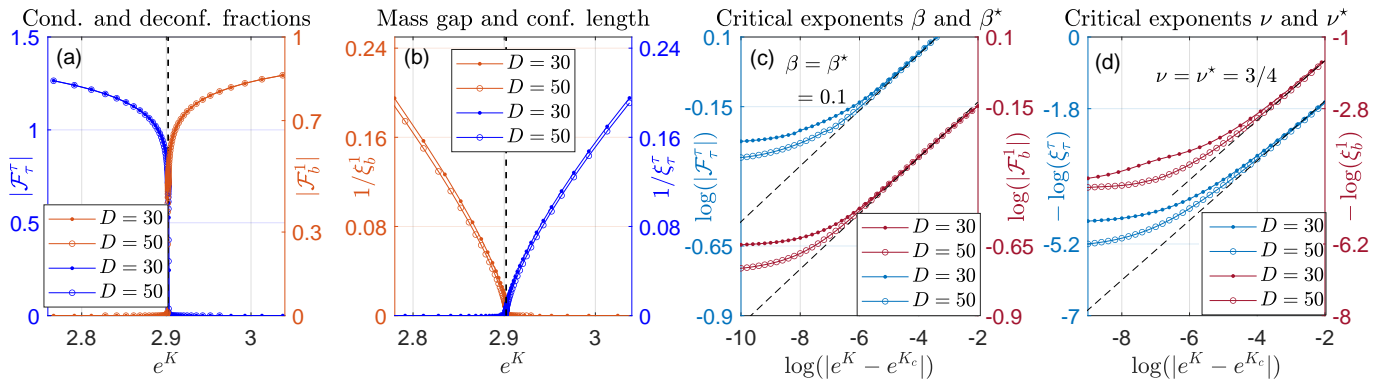 Cond. and deconf. fractions
(a)
|𝓕_τ^τ|
1.5
1
0.5
0
|𝓕_b^1|
1
0.7
0.3
0
D = 30
D = 50
D = 30
D = 50
2.8 2.9 3
e^K
Mass gap and conf. length
(b)
1/ξ_b^1
0.24
0.16
0.08
0
1/ξ_τ^τ
0.24
0.16
0.08
0
D = 30
D = 50
D = 30
D = 50
2.8 2.9 3
e^K
Critical exponents β and β^⋆
(c)
β = β^⋆
= 0.1
log(|𝓕_τ^τ|)
0.1
-0.15
-0.65
-0.9
log(|𝓕_b^1|)
0.1
-0.15
-0.65
-0.9
D = 30
D = 50
D = 30
D = 50
-10 -8 -6 -4 -2
log(|e^K − e^{K_c}|)
Critical exponents ν and ν^⋆
(d)
ν = ν^⋆ = 3/4
− log(ξ_τ^τ)
0
-1.8
-5.2
-7
− log(ξ_b^1)
-1
-2.8
-6.2
-8
D = 30
D = 50
D = 30
D = 50
-8 -6 -4 -2
log(|e^K − e^{K_c}|)